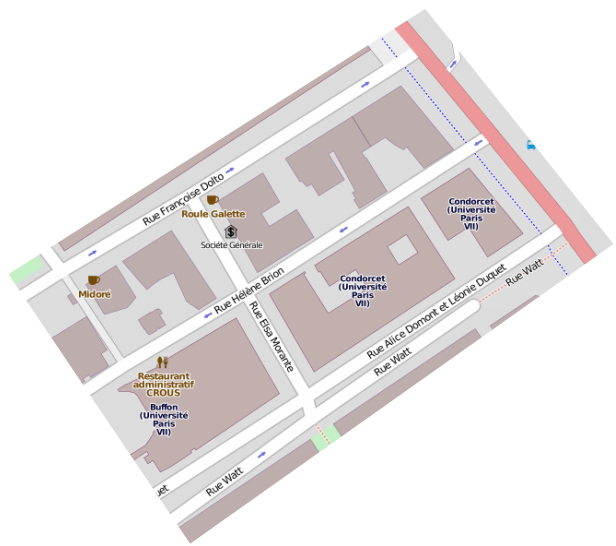 Rue Françoise Dolto
Roule Galette
Société Générale
Condorcet
(Université
Paris
VII)
Midoré
Rue Hélène Brion
Condorcet
(Université
Paris
VII)
Rue Watt
Rue Elsa Morante
Rue Alice Domont et Léonie Duquet
Rue Watt
Restaurant
administratif
CROUS
Buffon
(Université
Paris
VII)
uet
Rue Watt